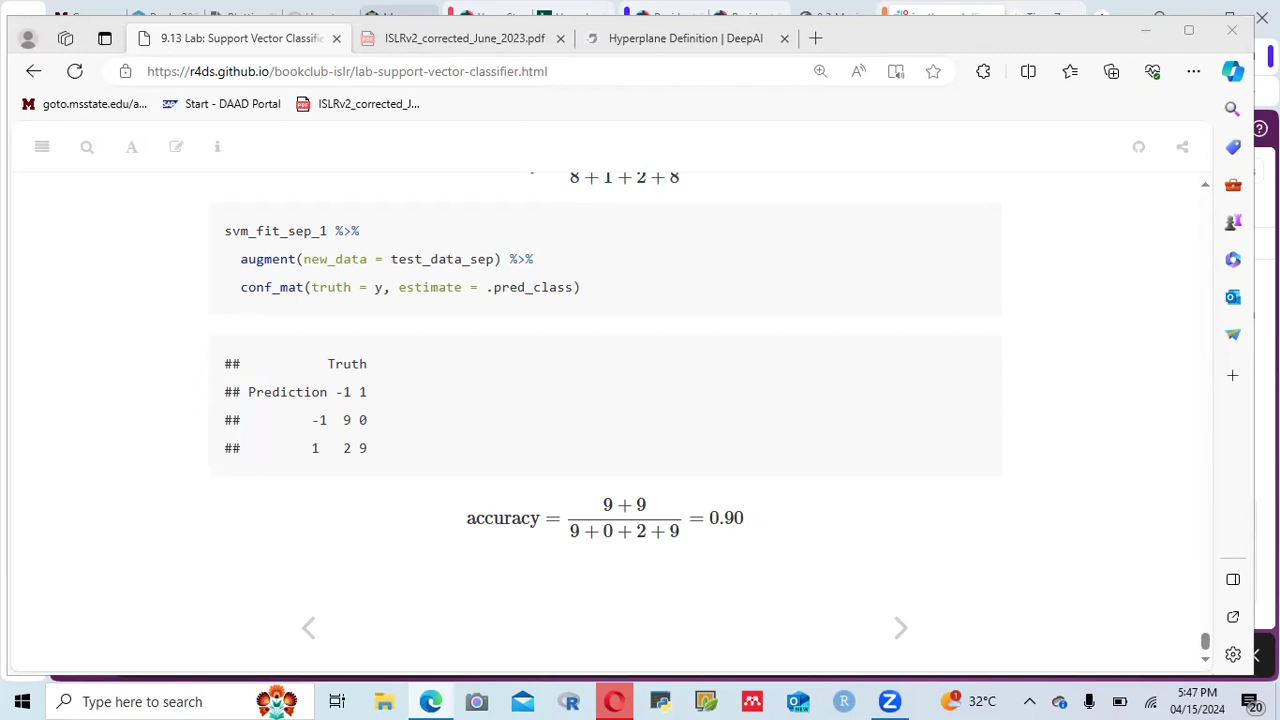 9.13 Lab: Support Vector Classific
ISLRv2_corrected_June_2023.pdf
Hyperplane Definition | DeepAI
https://r4ds.github.io/bookclub-islr/lab-support-vector-classifier.html
goto.msstate.edu/a...
Start - DAAD Portal
ISLRv2_corrected_J...
8 + 1 + 2 + 8
svm_fit_sep_1 %>%
augment(new_data = test_data_sep) %>%
conf_mat(truth = y, estimate = .pred_class)
## Truth
## Prediction -1 1
## -1 9 0
## 1 2 9
9 + 9
accuracy = = 0.90
9 + 0 + 2 + 9
Type here to search
32°C
5:47 PM
04/15/2024
20